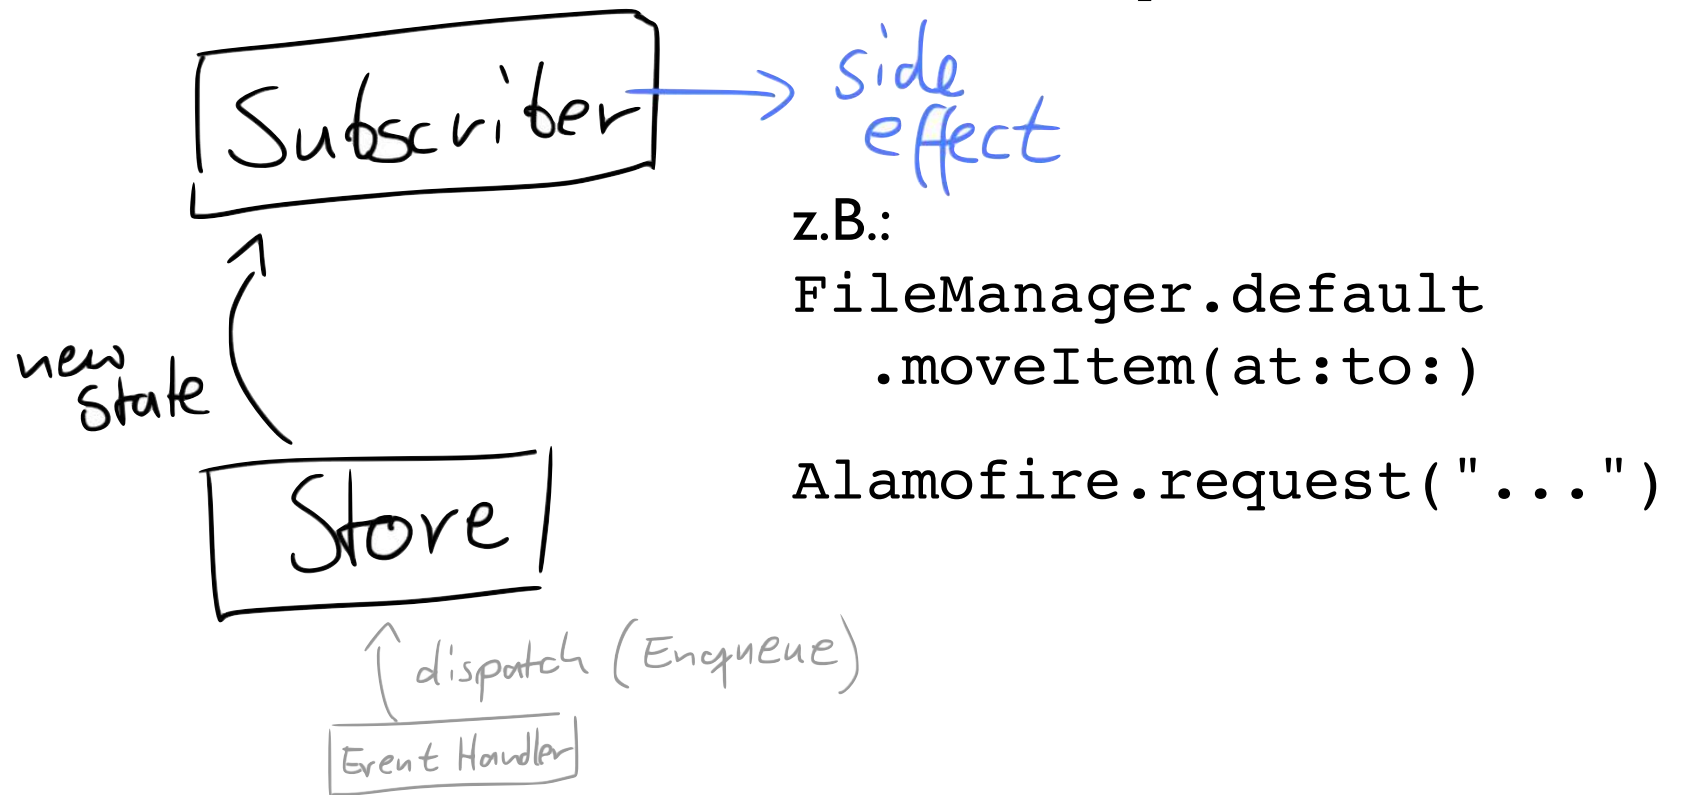 Subscriber
side
effect
z.B.:
FileManager.default
.moveItem(at:to:)
new
state
Alamofire.request("...")
Store
dispatch (Enqueue)
Event Handler